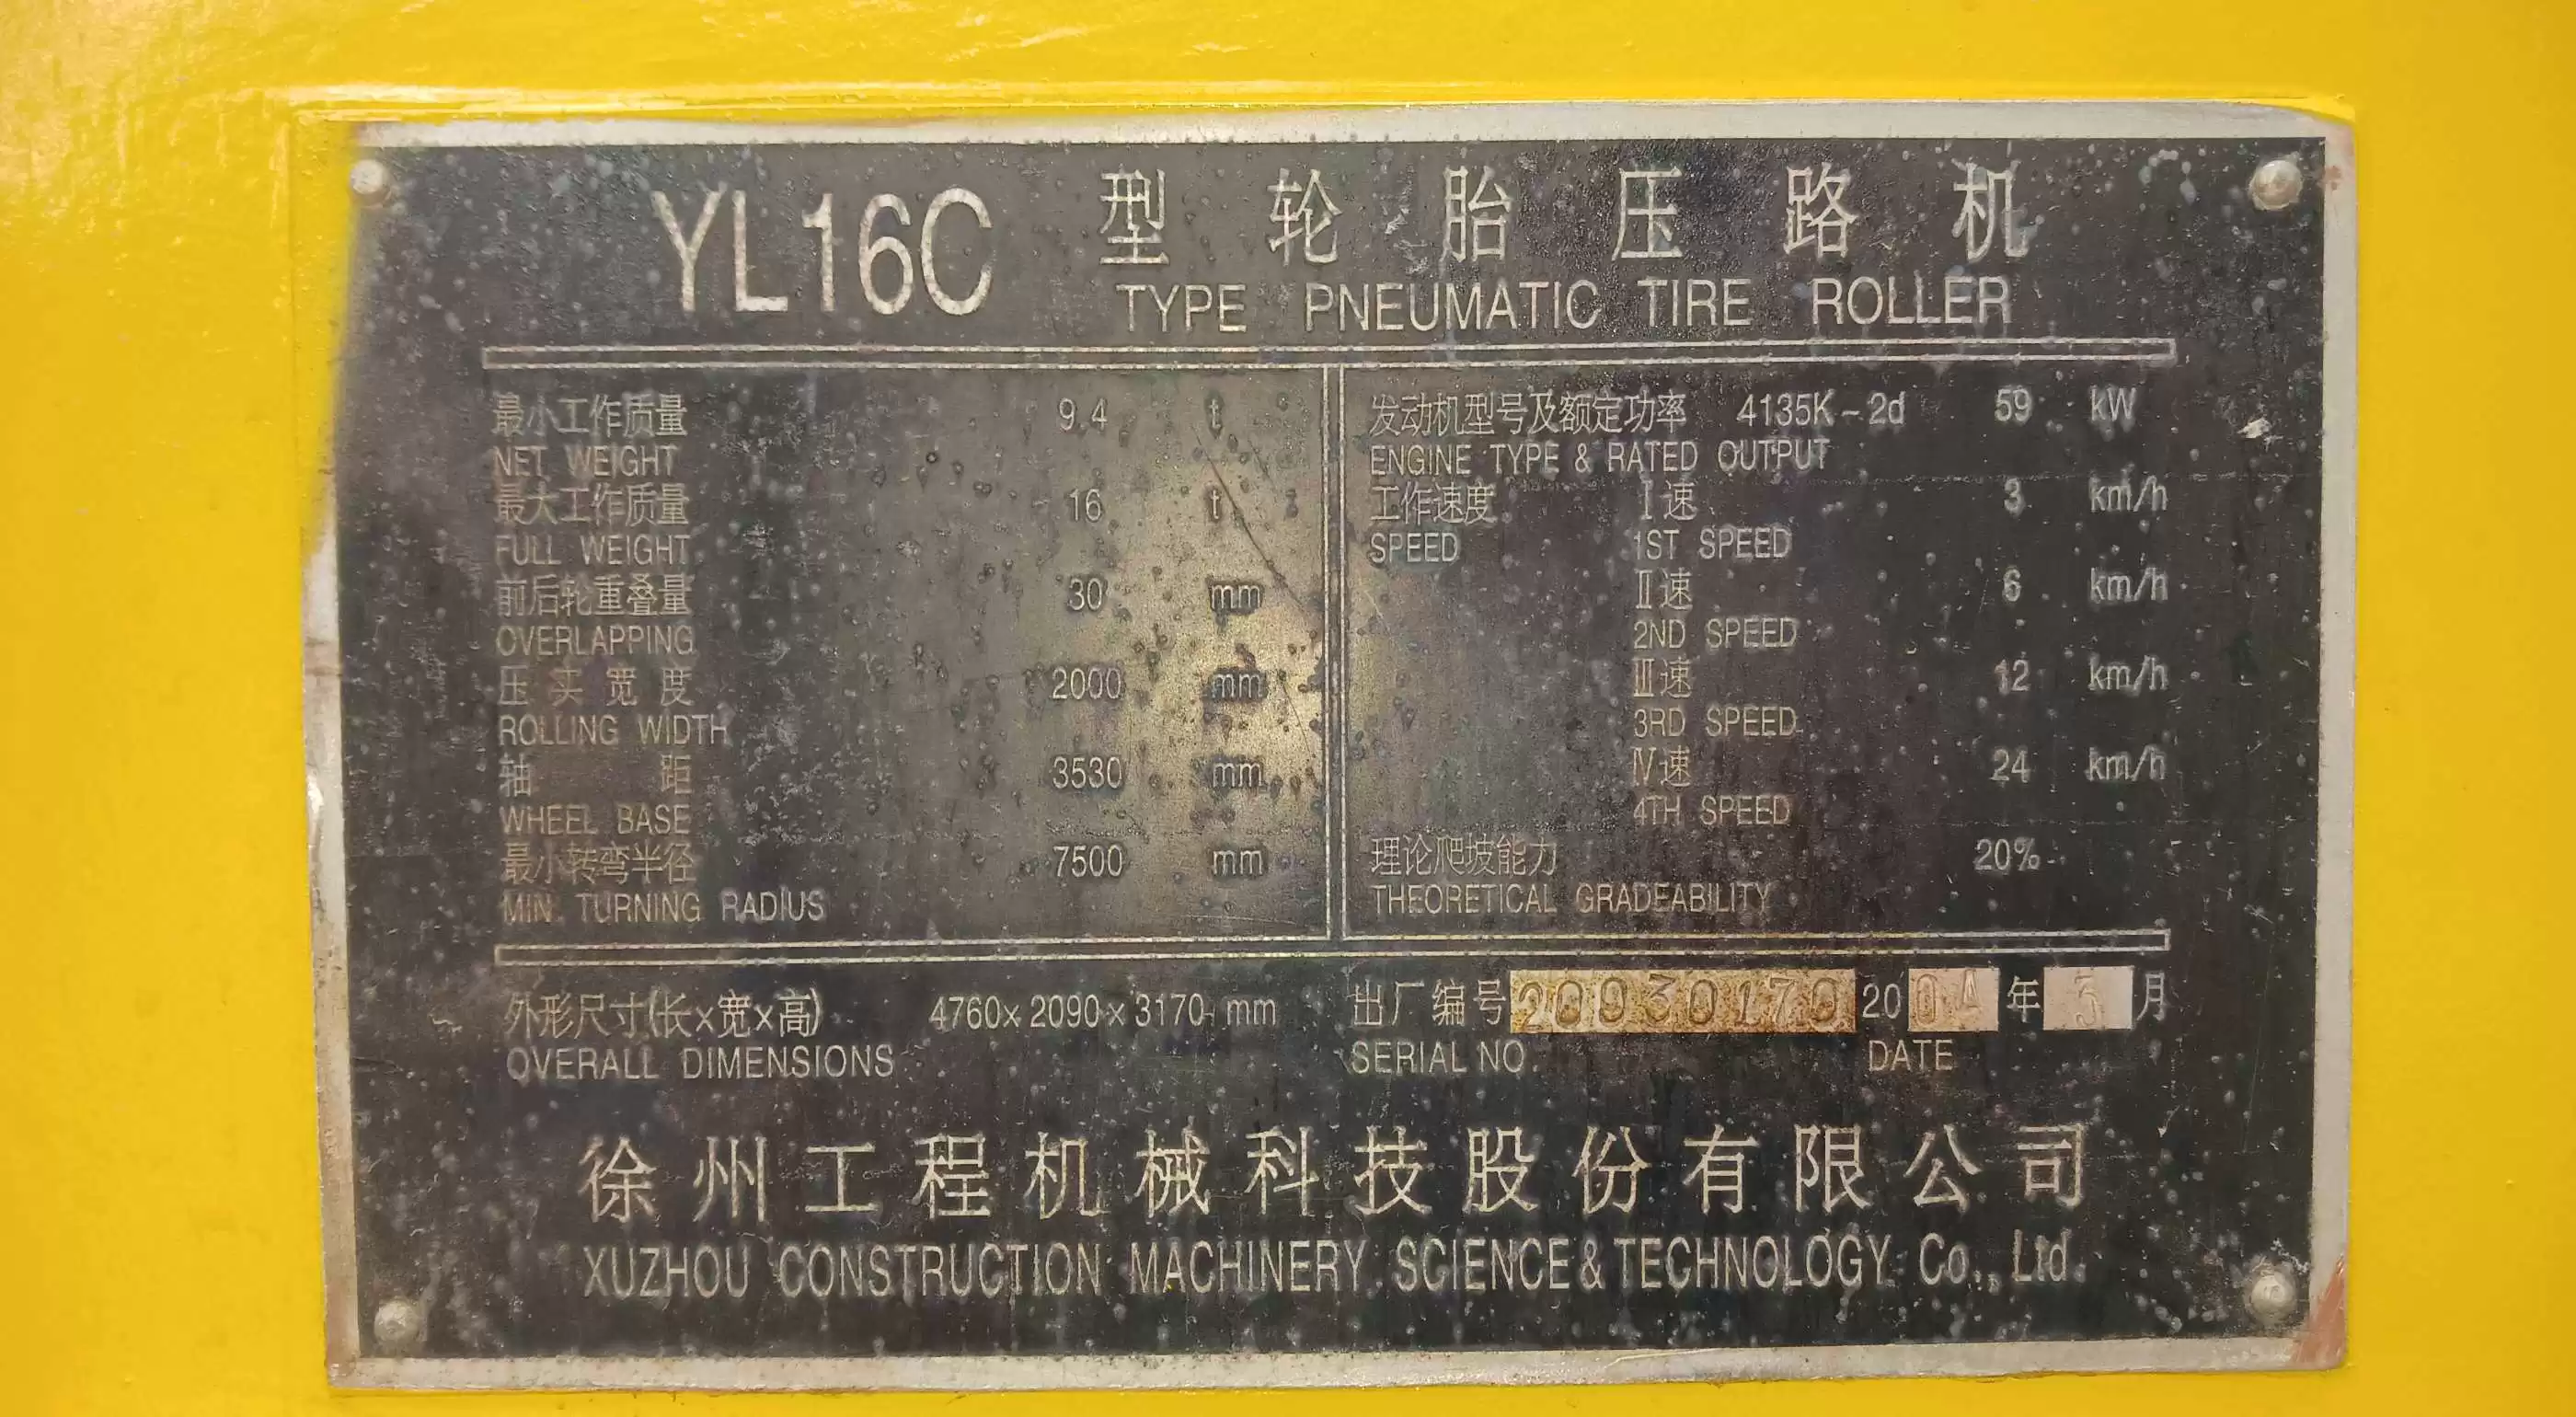 YL16C 型轮胎压路机
TYPE PNEUMATIC TIRE ROLLER
最小工作质量 9.4 t
NET WEIGHT
最大工作质量 16 t
FULL WEIGHT
前后轮重叠量 30 mm
OVERLAPPING
压实宽度 2000 mm
ROLLING WIDTH
轴距 3530 mm
WHEEL BASE
最小转弯半径 7500 mm
MIN. TURNING RADIUS
发动机型号及额定功率 4135K-2d 59 kW
ENGINE TYPE & RATED OUTPUT
工作速度 Ⅰ速 3 km/h
SPEED 1ST SPEED
Ⅱ速 6 km/h
2ND SPEED
Ⅲ速 12 km/h
3RD SPEED
Ⅳ速 24 km/h
4TH SPEED
理论爬坡能力 20%
THEORETICAL GRADEABILITY
外形尺寸(长×宽×高) 4760×2090×3170 mm
OVERALL DIMENSIONS
出厂编号 20030170 2004年5月
SERIAL NO. DATE
徐州工程机械科技股份有限公司
XUZHOU CONSTRUCTION MACHINERY SCIENCE & TECHNOLOGY Co., Ltd.